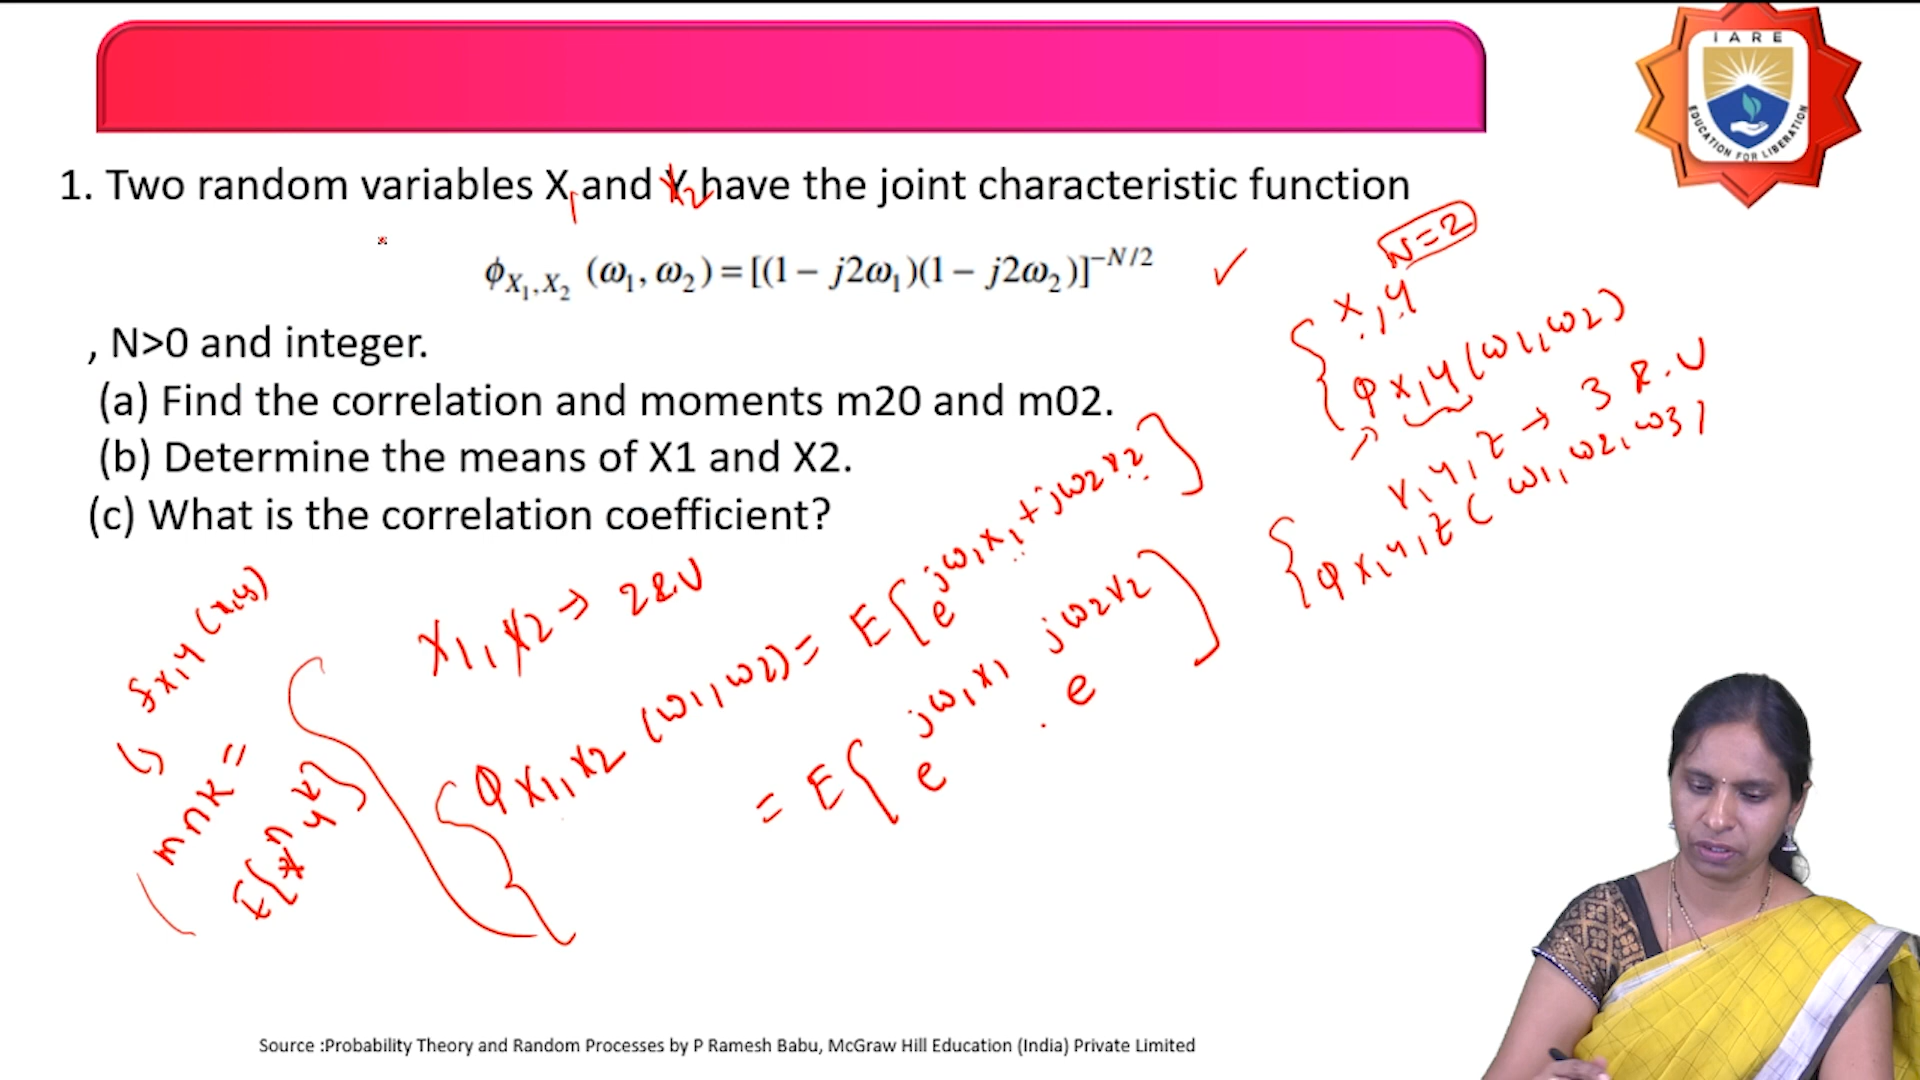 I A R E
EDUCATION FOR LIBERATION
1. Two random variables X1 and X2 have the joint characteristic function
ϕX1,X2 (ω1, ω2) = [(1 − j2ω1)(1 − j2ω2)]^−N/2 ✓
N=2
, N>0 and integer.
(a) Find the correlation and moments m20 and m02.
(b) Determine the means of X1 and X2.
(c) What is the correlation coefficient?
x, y
ϕ x,y (ω1, ω2)
x, y, z → 3 R.V
ϕ x,y,z (ω1, ω2, ω3)
fx,y (x,y)
mnk =
E[x^n y^k]
X1, X2 → 2 R.V
ϕ X1,X2 (ω1, ω2) = E[e^jω1x1 + jω2x2]
= E[e^jω1x1 . e^jω2x2]
Source :Probability Theory and Random Processes by P Ramesh Babu, McGraw Hill Education (India) Private Limited